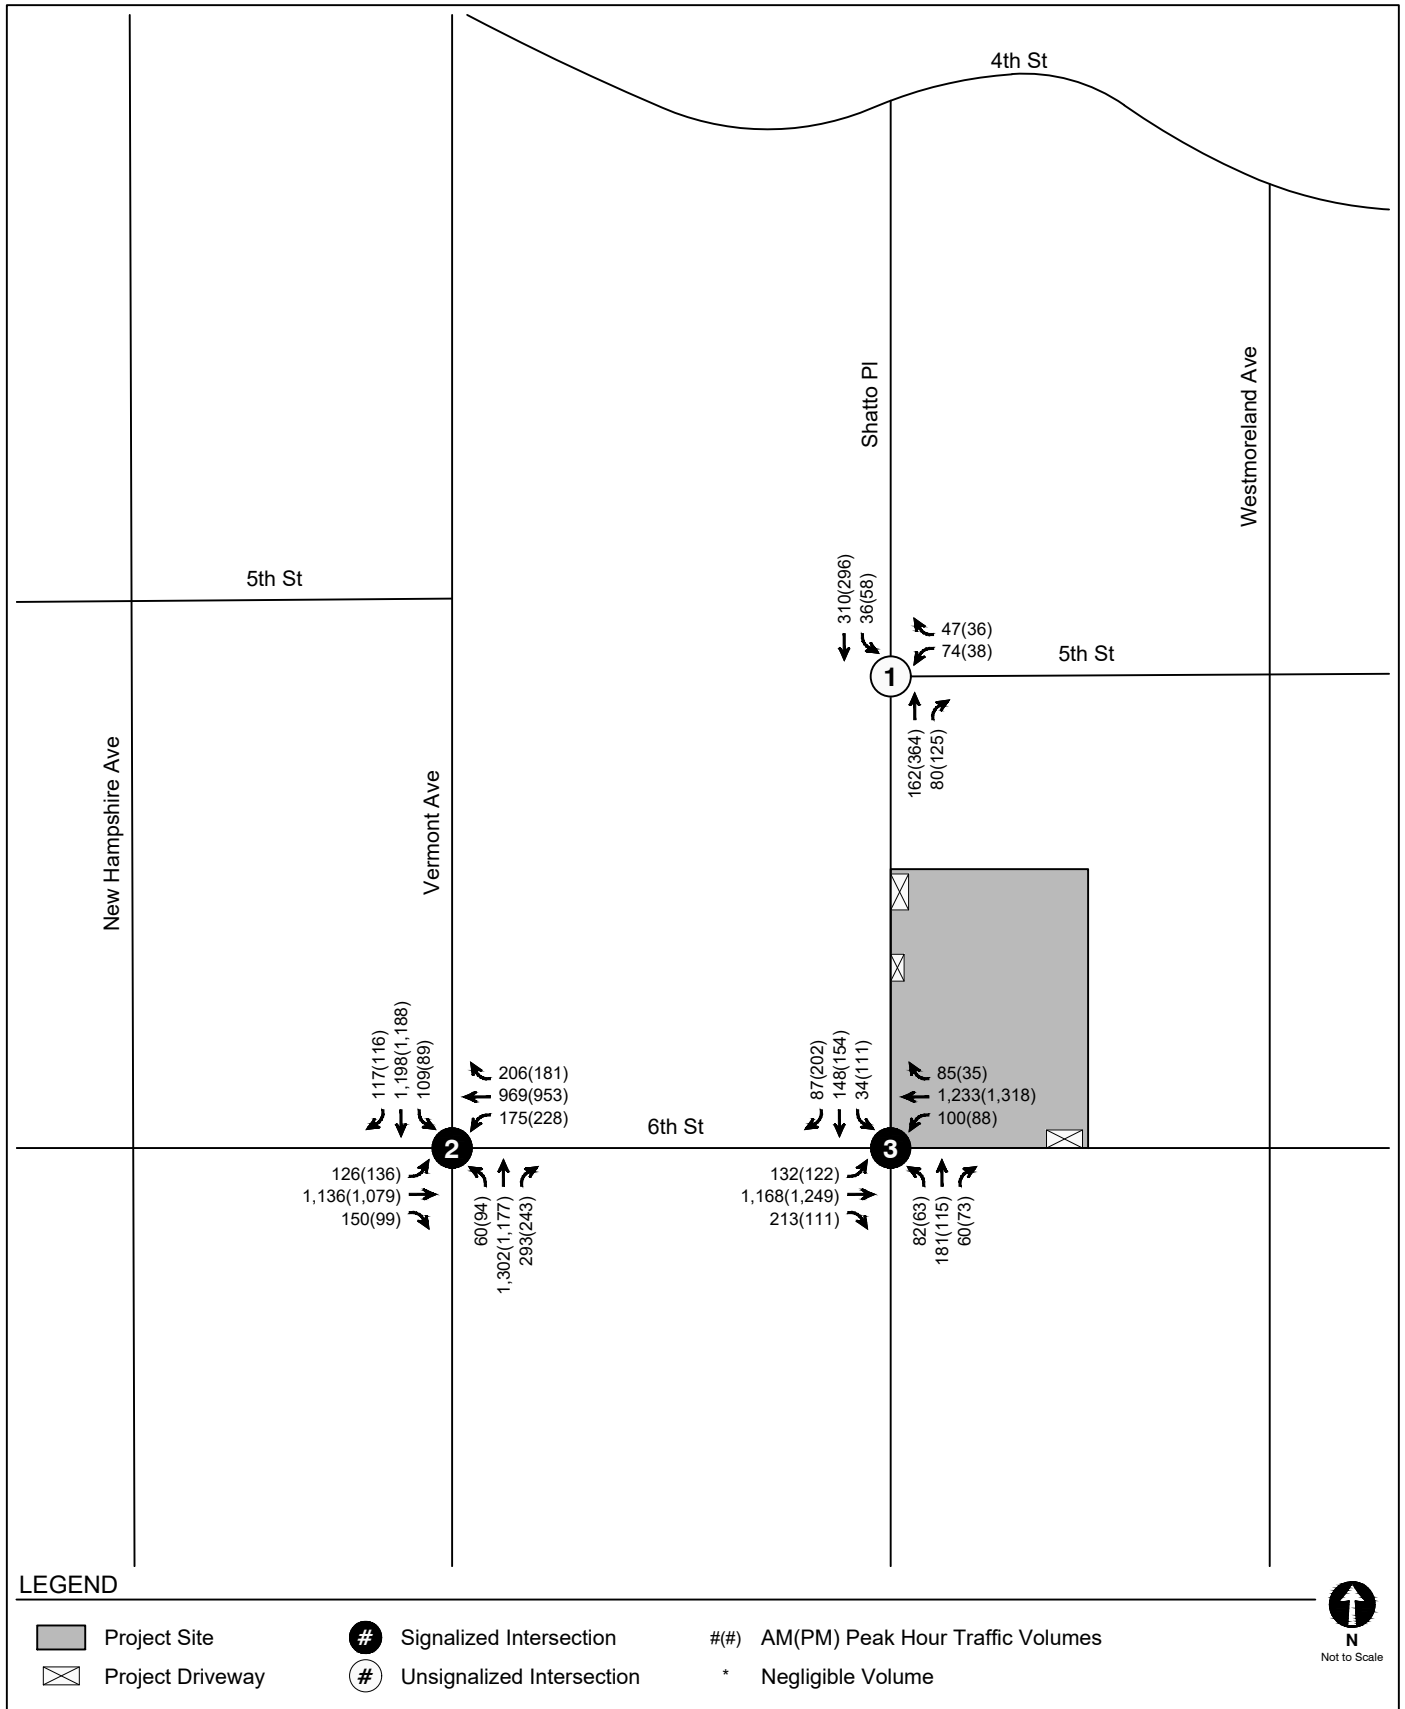 4th St
Shatto Pl
Westmoreland Ave
5th St
310(296)
36(58)
47(36)
74(38)
5th St
1
162(364)
80(125)
New Hampshire Ave
Vermont Ave
117(116)
1,198(1,188)
109(89)
206(181)
969(953)
175(228)
87(202)
148(154)
34(111)
85(35)
1,233(1,318)
100(88)
6th St
2
3
126(136)
1,136(1,079)
150(99)
60(94)
1,302(1,177)
293(243)
132(122)
1,168(1,249)
213(111)
82(63)
181(115)
60(73)
LEGEND
Project Site
# Signalized Intersection
#(#) AM(PM) Peak Hour Traffic Volumes
Project Driveway
# Unsignalized Intersection
* Negligible Volume
N
Not to Scale